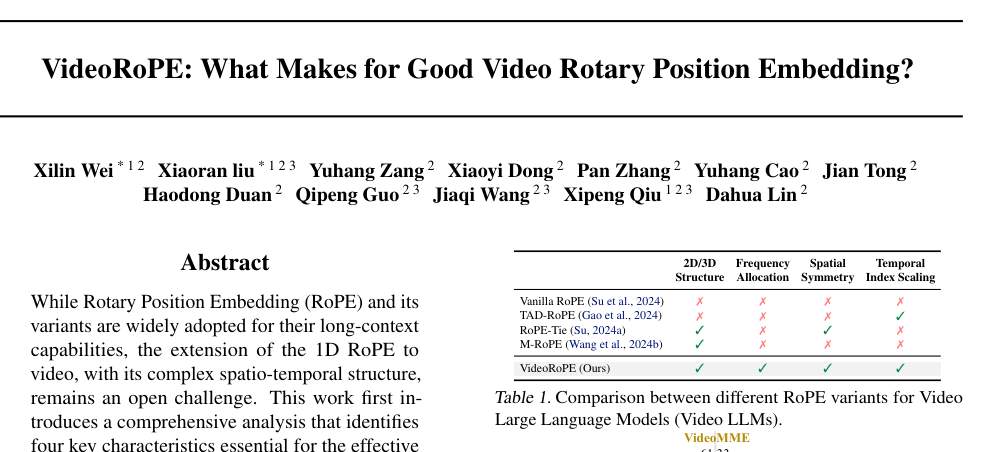 VideoRoPE: What Makes for Good Video Rotary Position Embedding?
Xilin Wei * 1 2 Xiaoran liu * 1 2 3 Yuhang Zang 2 Xiaoyi Dong 2 Pan Zhang 2 Yuhang Cao 2 Jian Tong 2
Haodong Duan 2 Qipeng Guo 2 3 Jiaqi Wang 2 3 Xipeng Qiu 1 2 3 Dahua Lin 2
Abstract
While Rotary Position Embedding (RoPE) and its
variants are widely adopted for their long-context
capabilities, the extension of the 1D RoPE to
video, with its complex spatio-temporal structure,
remains an open challenge. This work first in-
troduces a comprehensive analysis that identifies
four key characteristics essential for the effective
2D/3D Frequency Spatial Temporal
Structure Allocation Symmetry Index Scaling
Vanilla RoPE (Su et al., 2024) ✗ ✗ ✗ ✗
TAD-RoPE (Gao et al., 2024) ✗ ✗ ✗ ✓
RoPE-Tie (Su, 2024a) ✓ ✗ ✓ ✗
M-RoPE (Wang et al., 2024b) ✓ ✗ ✗ ✗
VideoRoPE (Ours) ✓ ✓ ✓ ✓
Table 1. Comparison between different RoPE variants for Video
Large Language Models (Video LLMs).
VideoMME